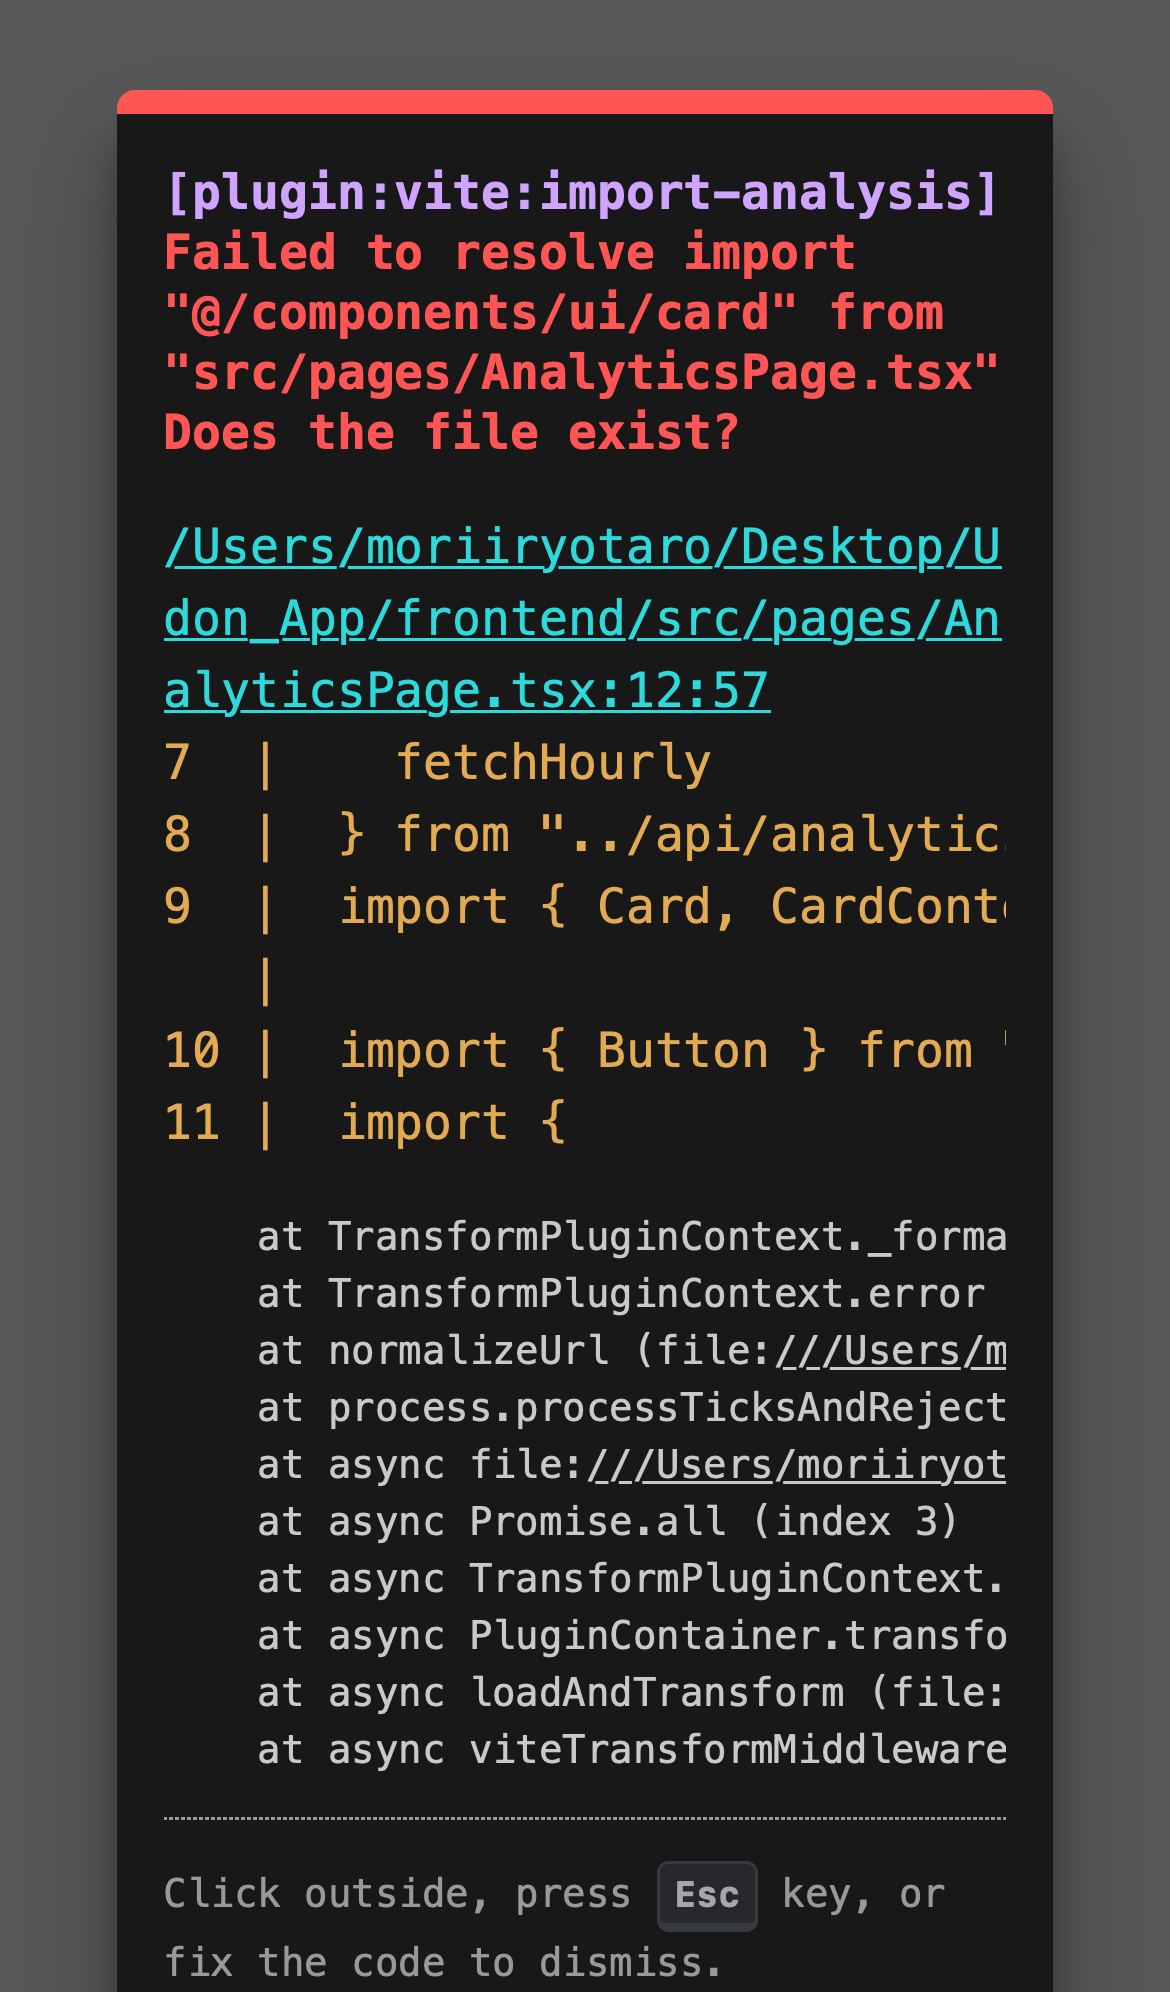 [plugin:vite:import-analysis]
Failed to resolve import
"@/components/ui/card" from
"src/pages/AnalyticsPage.tsx"
Does the file exist?
/Users/moriiryotaro/Desktop/U
don_App/frontend/src/pages/An
alyticsPage.tsx:12:57
7  |    fetchHourly
8  |  } from "../api/analytic
9  |  import { Card, CardCont
   |
10 |  import { Button } from
11 |  import {
at TransformPluginContext._forma
at TransformPluginContext.error
at normalizeUrl (file:///Users/m
at process.processTicksAndReject
at async file:///Users/moriiryot
at async Promise.all (index 3)
at async TransformPluginContext.
at async PluginContainer.transfo
at async loadAndTransform (file:
at async viteTransformMiddleware
Click outside, press Esc key, or
fix the code to dismiss.